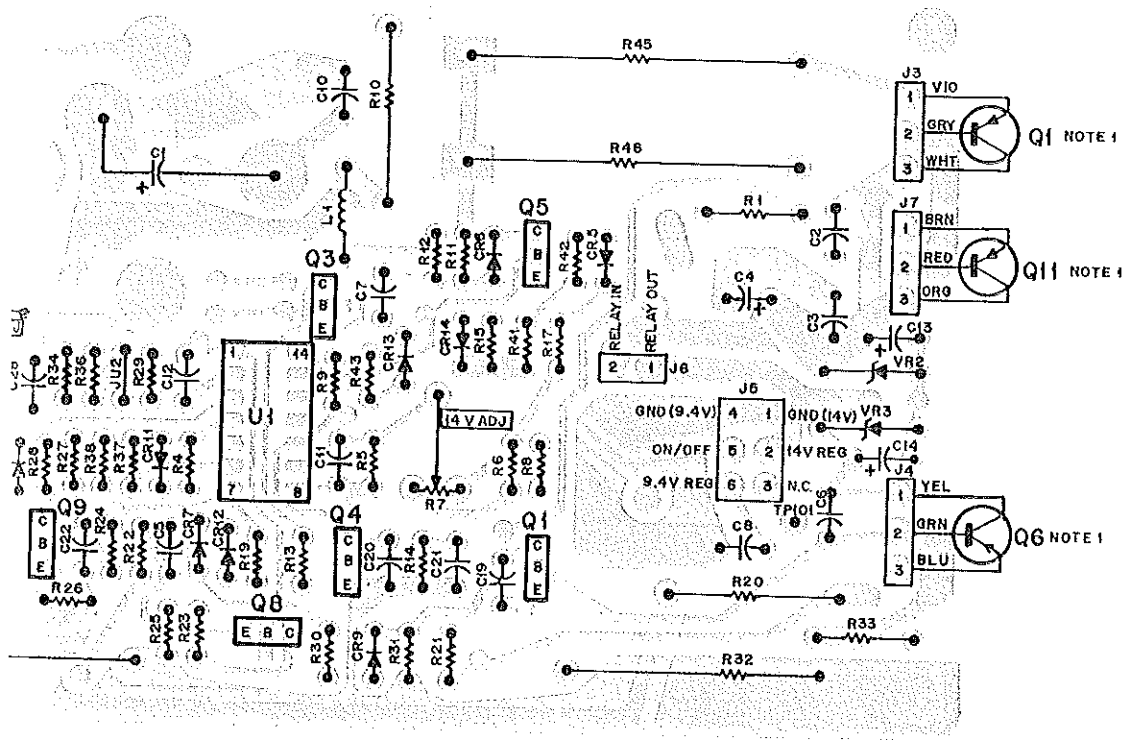 R45
J3
1 VIO
2 GRY
3 WHT
Q1 NOTE 1
C10
R10
C1
+
R46
L1
R1
C2
J7
1 BRN
2 RED
3 ORG
Q11 NOTE 1
Q5
C
B
E
R12
R11
CR6
R42
CR5
Q3
C
B
E
C7
C4
+
C3
C13
+
VR2
RELAY IN
RELAY OUT
2 1 J6
CR14
R15
R41
R17
CR13
R34
R36
JU2
R29
C12
1 14
U1
7 8
R9
R43
14 V ADJ
J5
GND (9.4V) 4 1 GND (14V)
ON/OFF 5 2 14V REG
9.4V REG 6 3 N.C.
VR3
C14
+
R28
R27
R38
R37
CR11
R4
C11
R5
R7
R6
R8
TP101
C6
J4
1 YEL
2 GRN
3 BLU
Q6 NOTE 1
Q9
C
B
E
C22
R24
R22
C5
CR7
CR12
R19
R13
Q4
C
B
E
C20
R14
C21
C19
Q1
C
B
E
C8
R26
R20
R25
R23
Q8
E B C
R30
CR9
R31
R21
R33
R32